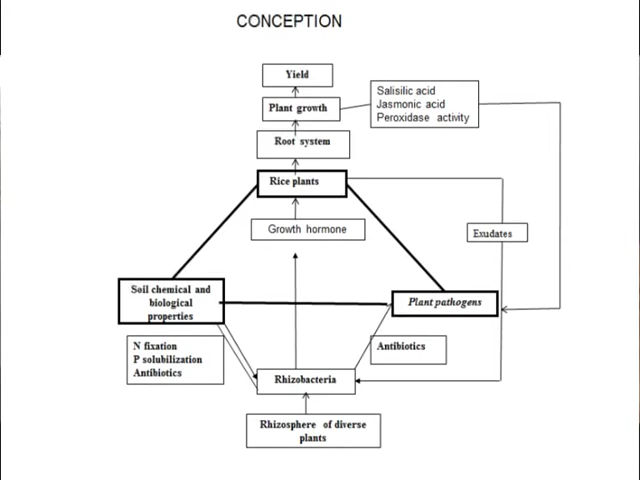 CONCEPTION
Yield
Plant growth
Salisilic acid
Jasmonic acid
Peroxidase activity
Root system
Rice plants
Growth hormone
Exudates
Soil chemical and
biological
properties
Plant pathogens
N fixation
P solubilization
Antibiotics
Antibiotics
Rhizobacteria
Rhizosphere of diverse
plants